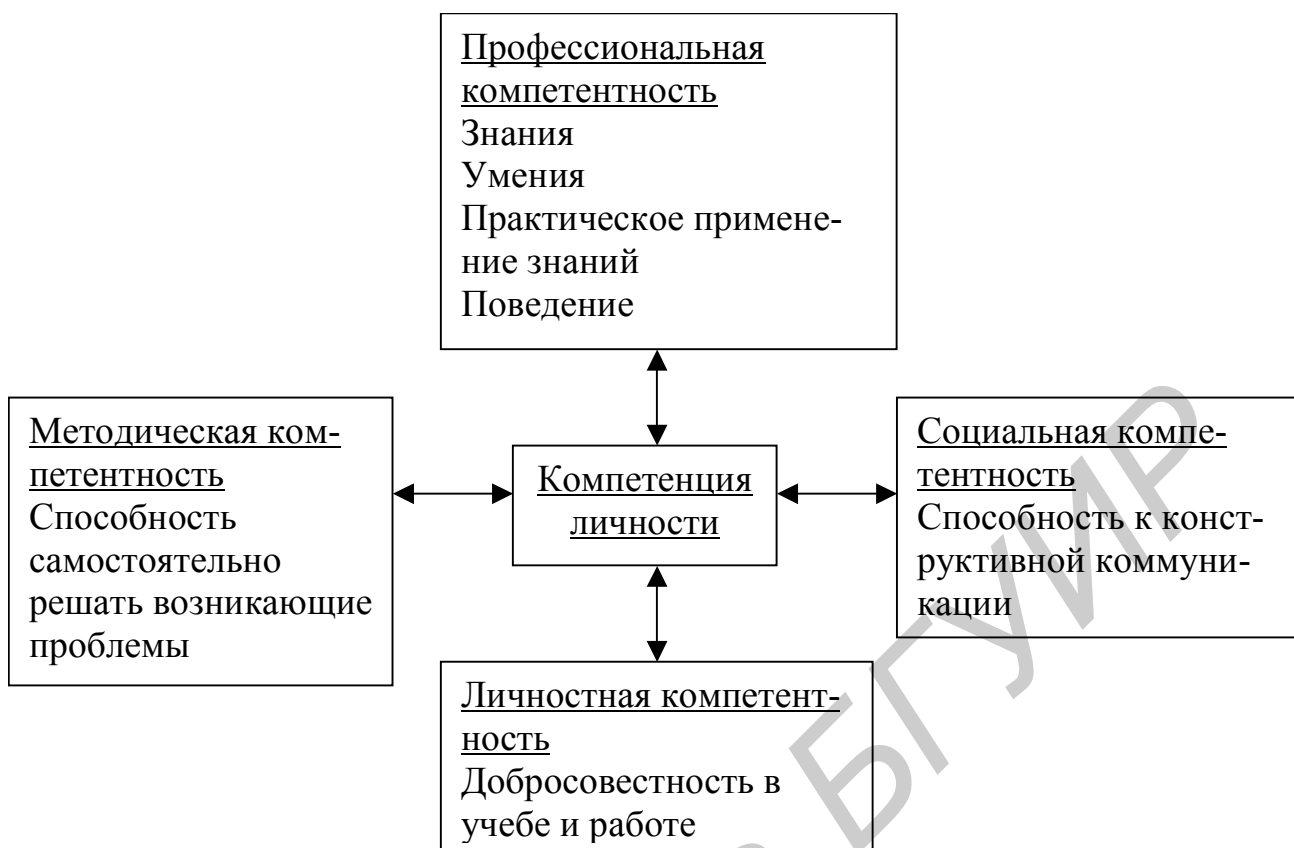 Профессиональная
компетентность
Знания
Умения
Практическое примене-
ние знаний
Поведение
Методическая ком-
петентность
Способность
самостоятельно
решать возникающие
проблемы
Компетенция
личности
Социальная компе-
тентность
Способность к конст-
руктивной коммуни-
кации
Личностная компетент-
ность
Добросовестность в
учебе и работе
БГУИР